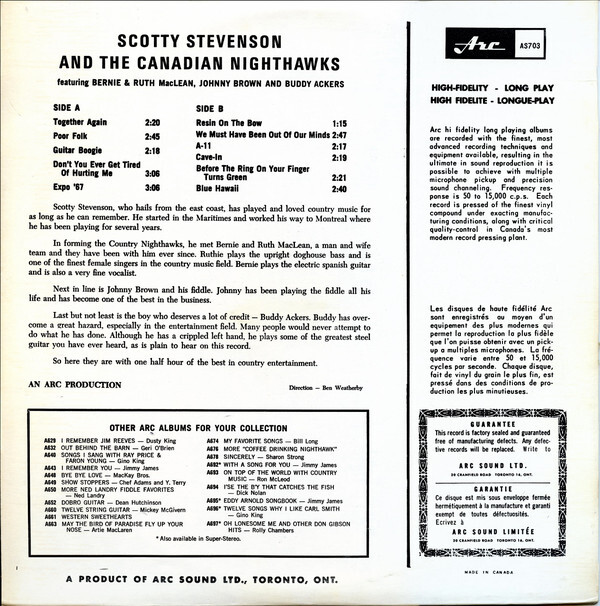 SCOTTY STEVENSON
AND THE CANADIAN NIGHTHAWKS
featuring BERNIE & RUTH MacLEAN, JOHNNY BROWN AND BUDDY ACKERS
SIDE A
Together Again 2:20
Poor Folk 2:45
Guitar Boogie 2:18
Don't You Ever Get Tired
Of Hurting Me 3:06
Expo '67 3:06
SIDE B
Resin On The Bow 1:15
We Must Have Been Out Of Our Minds 2:47
A-11 2:17
Cave-In 2:19
Before The Ring On Your Finger
Turns Green 2:21
Blue Hawaii 2:40
Scotty Stevenson, who hails from the east coast, has played and loved country music for
as long as he can remember. He started in the Maritimes and worked his way to Montreal where
he has been playing for several years.
In forming the Country Nighthawks, he met Bernie and Ruth MacLean, a man and wife
team and they have been with him ever since. Ruthie plays the upright doghouse bass and is
one of the finest female singers in the country music field. Bernie plays the electric spanish guitar
and is also a very fine vocalist.
Next in line is Johnny Brown and his fiddle. Johnny has been playing the fiddle all his
life and has become one of the best in the business.
Last but not least is the boy who deserves a lot of credit — Buddy Ackers. Buddy has over-
come a great hazard, especially in the entertainment field. Many people would never attempt to
do what he has done. Although he has a crippled left hand, he plays some of the greatest steel
guitar you have ever heard, as is plain to hear on this record.
So here they are with one half hour of the best in country entertainment.
AN ARC PRODUCTION
Direction — Ben Weatherby
OTHER ARC ALBUMS FOR YOUR COLLECTION
A629 I REMEMBER JIM REEVES — Dusty King
A632 OUT BEHIND THE BARN — Geri O'Brien
A640 SONGS I SANG WITH RAY PRICE &
FARON YOUNG — Gino King
A643 I REMEMBER YOU — Jimmy James
A648 BYE BYE LOVE — MacKay Bros.
A649 SHOW STOPPERS — Chef Adams and Y. Terry
A650 MORE NED LANDRY FIDDLE FAVORITES
— Ned Landry
A652 DOBRO GUITAR — Dean Hutchinson
A660 TWELVE STRING GUITAR — Mickey McGivern
A661 WESTERN SWEETHEARTS
A663 MAY THE BIRD OF PARADISE FLY UP YOUR
NOSE — Artie MacLaren
A674 MY FAVORITE SONGS — Bill Long
A676 MORE "COFFEE DRINKING NIGHTHAWK"
A678 SINCERELY — Sharon Strong
A682* WITH A SONG FOR YOU — Jimmy James
A693 ON TOP OF THE WORLD WITH COUNTRY
MUSIC — Ron McLeod
A694 I'SE THE B'Y THAT CATCHES THE FISH
— Dick Nolan
A695* EDDY ARNOLD SONGBOOK — Jimmy James
A696* TWELVE SONGS WHY I LIKE CARL SMITH
— Gino King
A697* OH LONESOME ME AND OTHER DON GIBSON
HITS — Rolly Chambers
* Also available in Super-Stereo.
A PRODUCT OF ARC SOUND LTD., TORONTO, ONT.
Arc
AS703
HIGH-FIDELITY - LONG PLAY
HIGH FIDELITE - LONGUE-PLAY
Arc hi fidelity long playing albums
are recorded with the finest, most
advanced recording techniques and
equipment available, resulting in the
ultimate in sound reproduction it is
possible to achieve with multiple
microphone pickup and precision
sound channeling. Frequency res-
ponse is 50 to 15,000 c.p.s. Each
record is pressed of the finest vinyl
compound under exacting manufac-
turing conditions, along with critical
quality-control in Canada's most
modern record pressing plant.
Les disques de haute fidélité Arc
sont enregistrés au moyen d'un
equipement des plus modernes qui
permet la reproduction la plus fidèle
que l'on puisse obtenir avec un pick-
up a multiples microphones. La fré-
quence varie entre 50 et 15,000
cycles par seconde. Chaque disque,
fait de vinyl du grain le plus fin, est
pressé dans des conditions de pro-
duction les plus minutieuses.
GUARANTEE
This record is factory sealed and guaranteed
free of manufacturing defects. Any defec-
tive records will be replaced. Write to
ARC SOUND LTD.
20 CRANFIELD ROAD TORONTO 16, ONT.
GARANTIE
Ce disque est mis sous enveloppe fermée
hermétiquement à la manufacture et garanti
exempt de toutes défectuosités.
Ecrivez à
ARC SOUND LIMITÉE
20 CRANFIELD ROAD TORONTO 16, ONT.
MADE IN CANADA